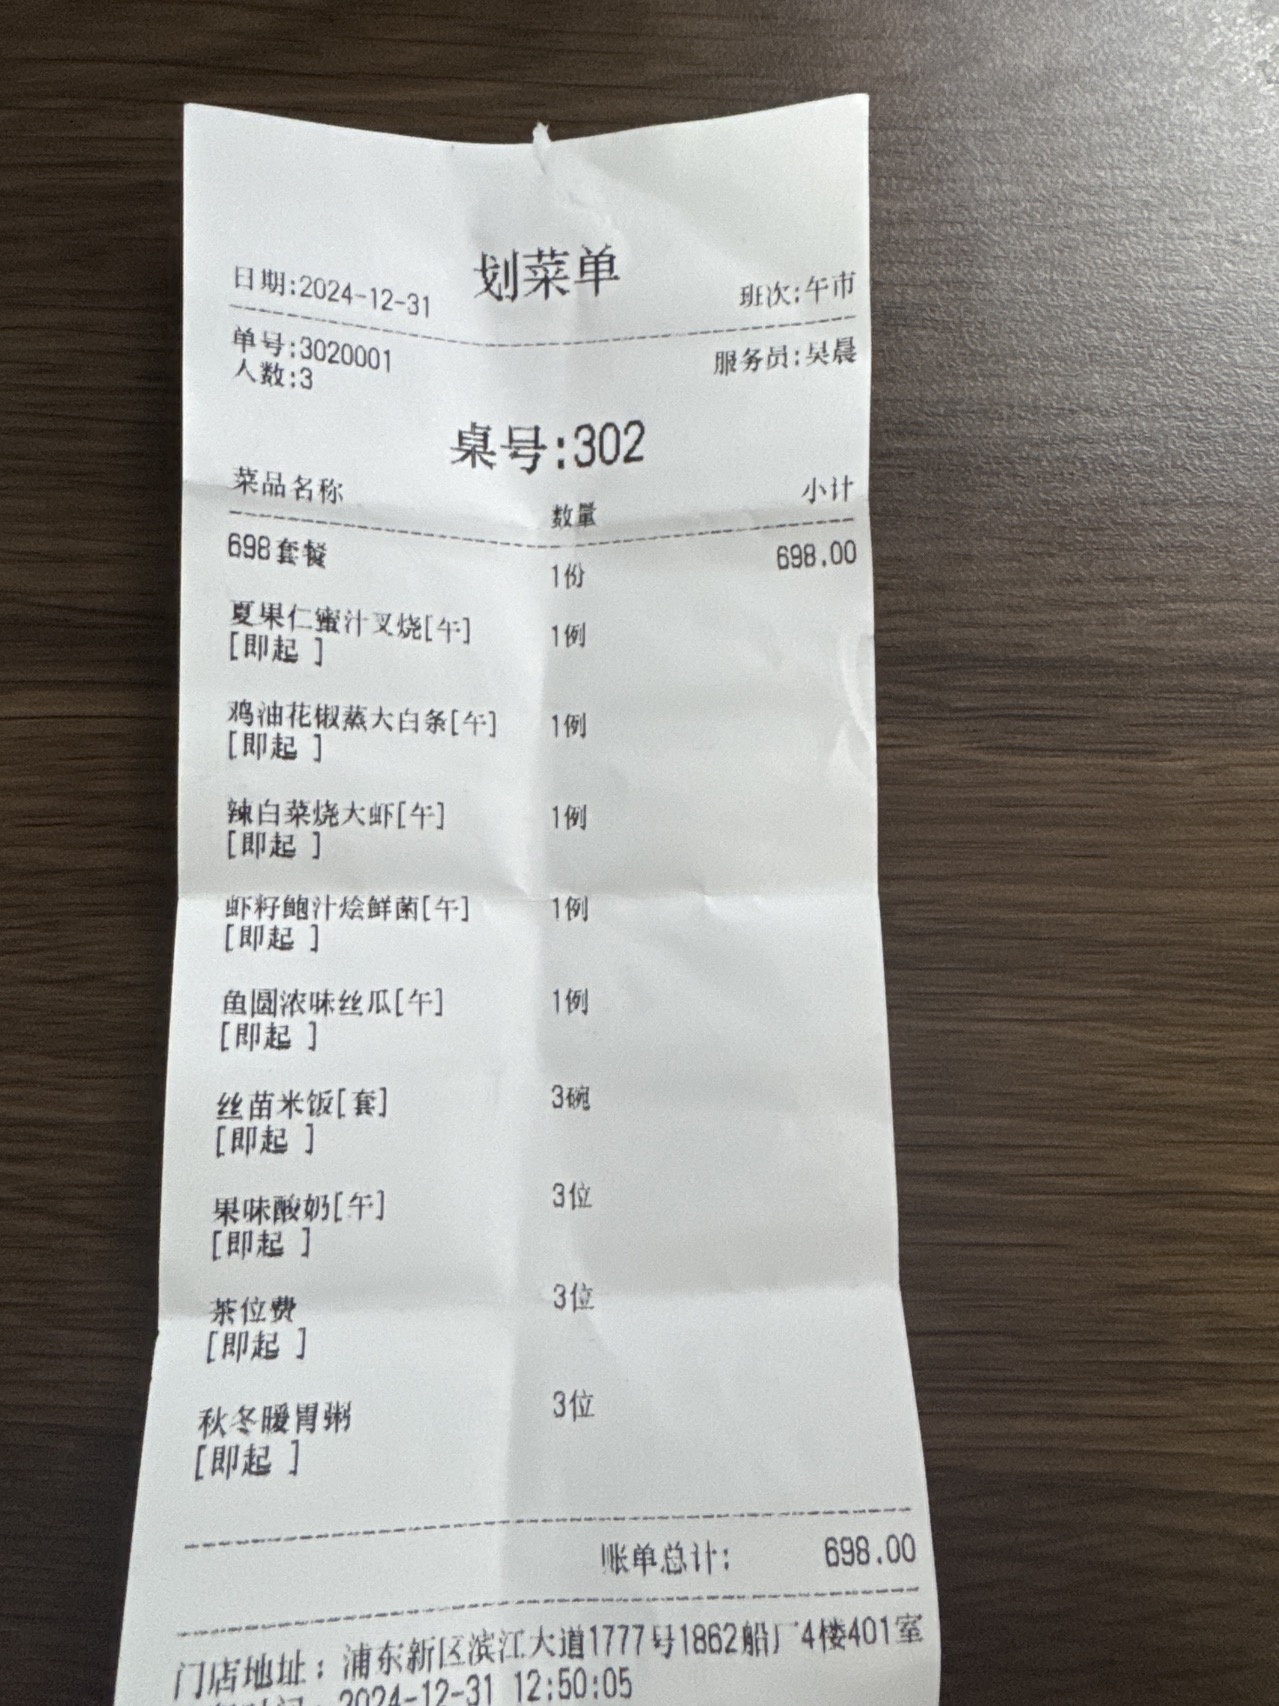 划菜单
日期:2024-12-31 班次:午市
单号:3020001 服务员:吴晨
人数:3
桌号:302
菜品名称 数量 小计
698套餐 1份 698.00
夏果仁蜜汁叉烧[午] 1例
[即起 ]
鸡油花椒蒸大白条[午] 1例
[即起 ]
辣白菜烧大虾[午] 1例
[即起 ]
虾籽鲍汁烩鲜菌[午] 1例
[即起 ]
鱼圆浓味丝瓜[午] 1例
[即起 ]
丝苗米饭[套] 3碗
[即起 ]
果味酸奶[午] 3位
[即起 ]
茶位费 3位
[即起 ]
秋冬暖胃粥 3位
[即起 ]
账单总计: 698.00
门店地址：浦东新区滨江大道1777号1862船厂4楼401室
2024-12-31 12:50:05